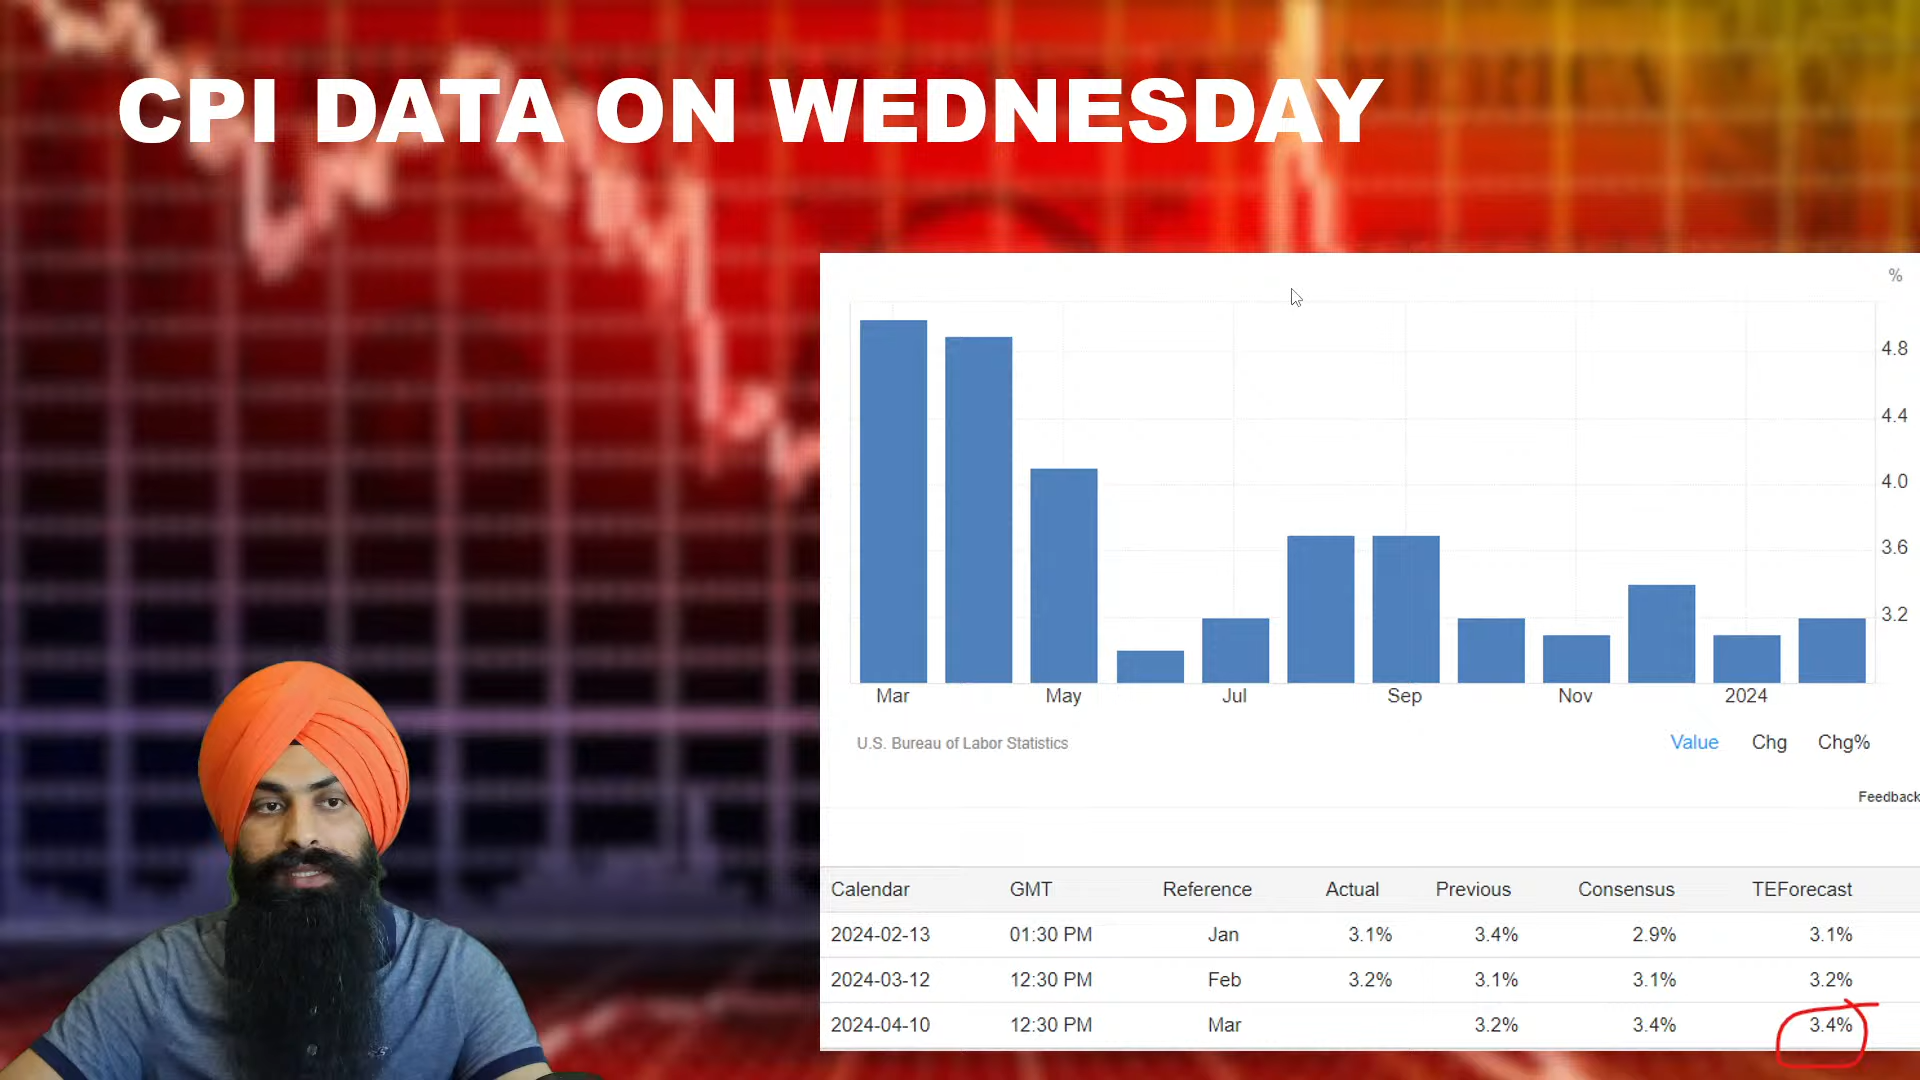 CPI DATA ON WEDNESDAY
%
4.8
4.4
4.0
3.6
3.2
Mar May Jul Sep Nov 2024
U.S. Bureau of Labor Statistics Value Chg Chg%
Feedback
Calendar GMT Reference Actual Previous Consensus TEForecast
2024-02-13 01:30 PM Jan 3.1% 3.4% 2.9% 3.1%
2024-03-12 12:30 PM Feb 3.2% 3.1% 3.1% 3.2%
2024-04-10 12:30 PM Mar 3.2% 3.4% 3.4%